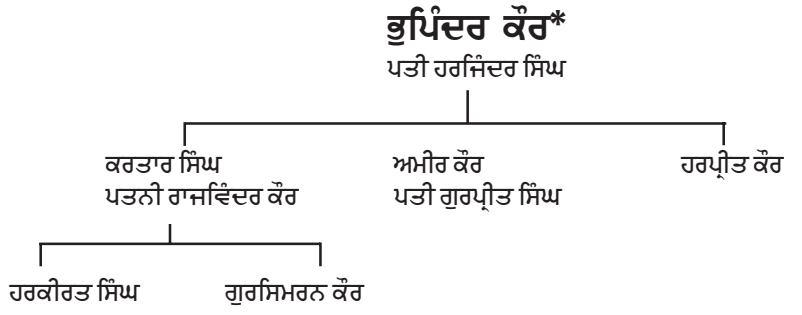 ਭੁਪਿੰਦਰ ਕੌਰ*
ਪਤੀ ਹਰਜਿੰਦਰ ਸਿੰਘ
ਕਰਤਾਰ ਸਿੰਘ
ਪਤਨੀ ਰਾਜਵਿੰਦਰ ਕੌਰ
ਅਮੀਰ ਕੌਰ
ਪਤੀ ਗੁਰਪ੍ਰੀਤ ਸਿੰਘ
ਹਰਪ੍ਰੀਤ ਕੌਰ
ਹਰਕੀਰਤ ਸਿੰਘ
ਗੁਰਸਿਮਰਨ ਕੌਰ